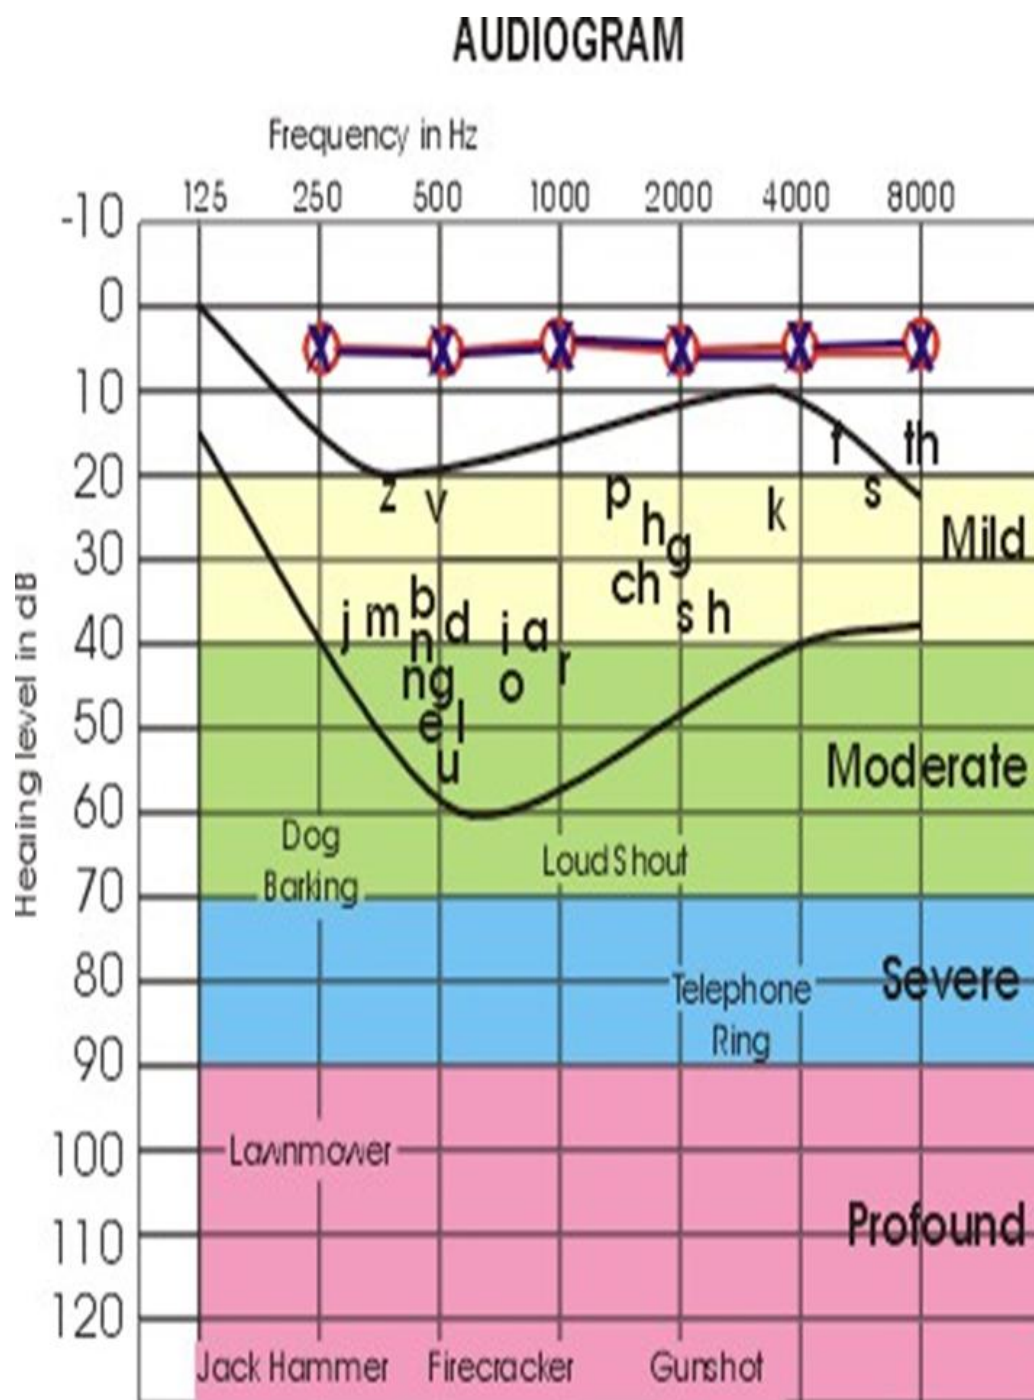 AUDIOGRAM
Frequency in Hz
125 250 500 1000 2000 4000 8000
-10
0
10
f th
20
z v p k s
h
g
Mild
30
ch
j m b d i a s h
n
40
r
ng o
e l
50
u
Moderate
60
Dog
Barking
Loud Shout
70
80
Telephone
Ring
Severe
90
100
Lawnmower
110
Profound
120
Jack Hammer Firecracker Gunshot
Hearing level in dB